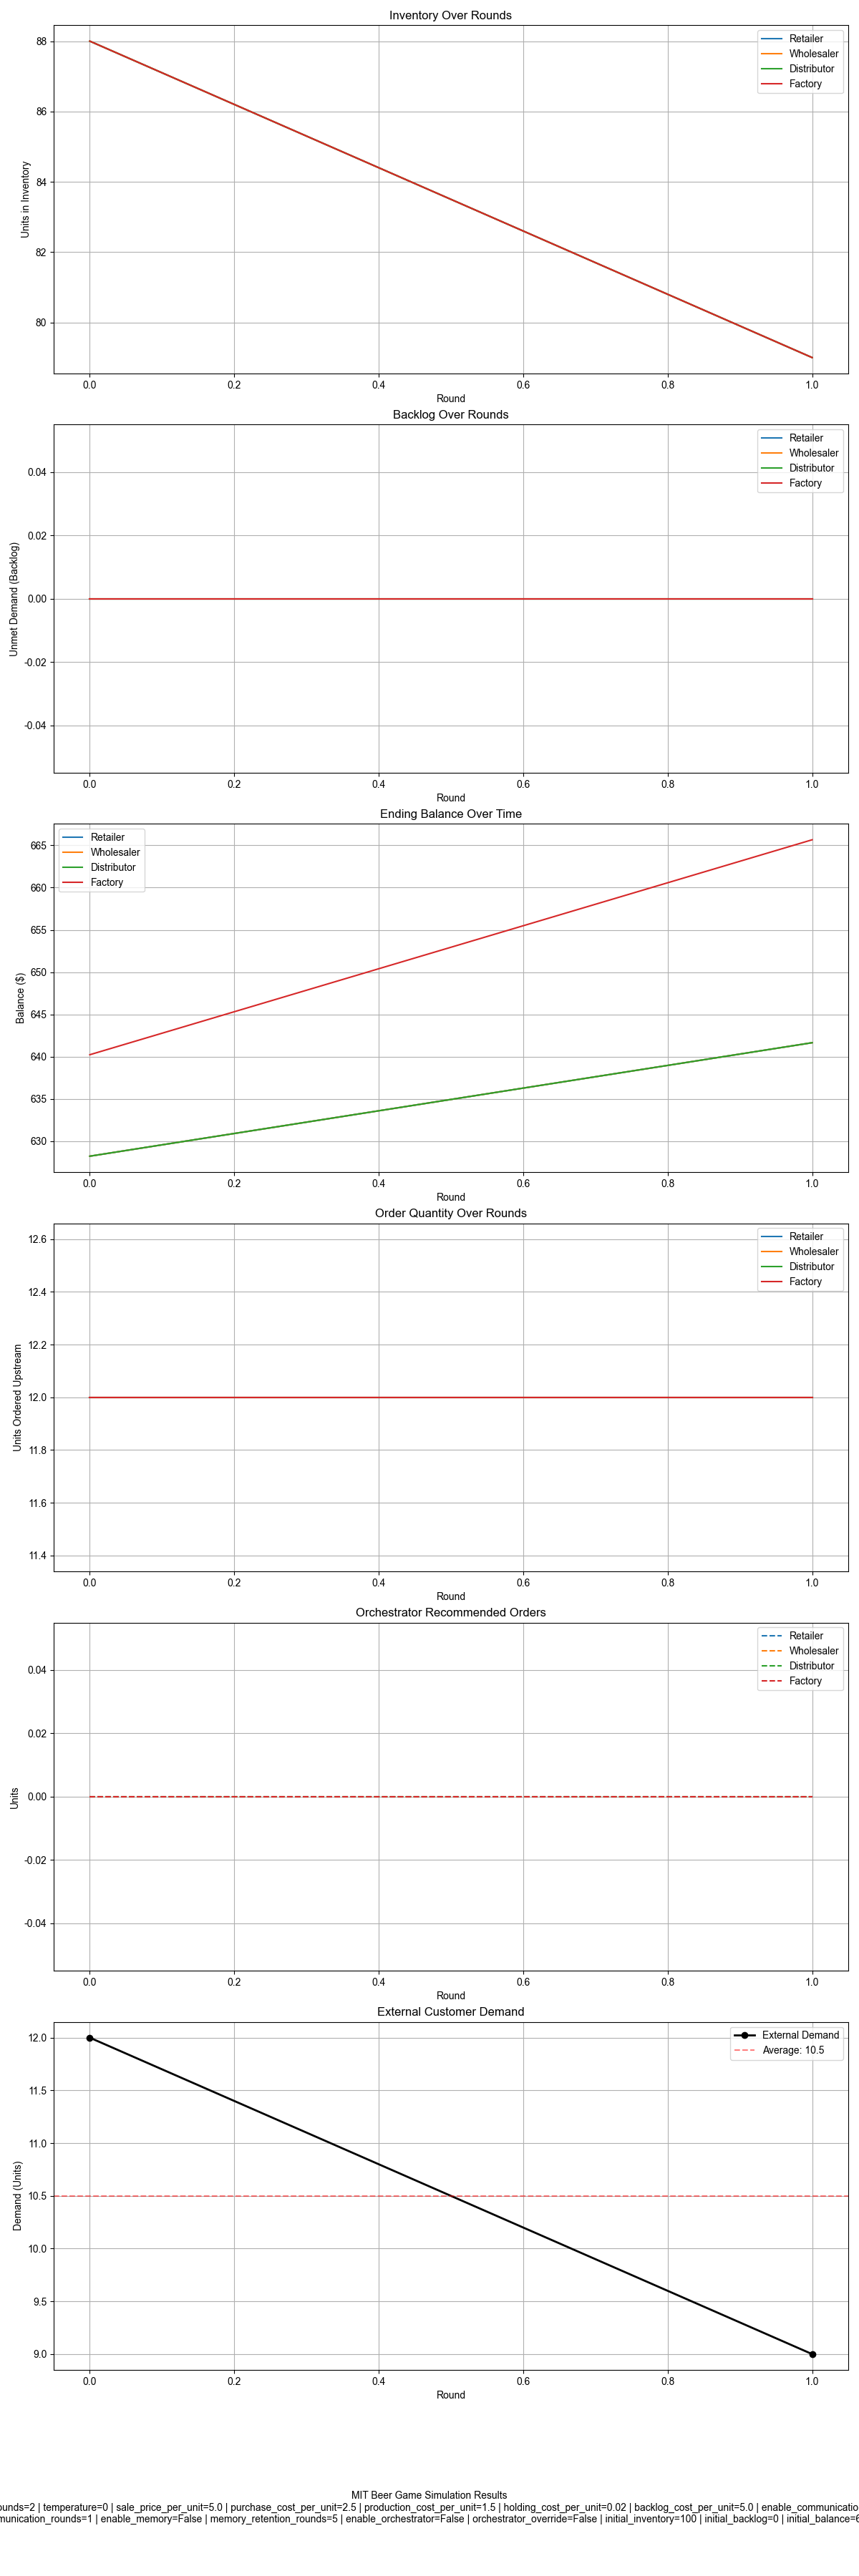 Inventory Over Rounds
88
86
84
82
80
Units in Inventory
Retailer
Wholesaler
Distributor
Factory
0.0 0.2 0.4 0.6 0.8 1.0
Round
Backlog Over Rounds
0.04
0.02
0.00
-0.02
-0.04
Unmet Demand (Backlog)
Retailer
Wholesaler
Distributor
Factory
0.0 0.2 0.4 0.6 0.8 1.0
Round
Ending Balance Over Time
665
660
655
650
645
640
635
630
Balance ($)
Retailer
Wholesaler
Distributor
Factory
0.0 0.2 0.4 0.6 0.8 1.0
Round
Order Quantity Over Rounds
12.6
12.4
12.2
12.0
11.8
11.6
11.4
Units Ordered Upstream
Retailer
Wholesaler
Distributor
Factory
0.0 0.2 0.4 0.6 0.8 1.0
Round
Orchestrator Recommended Orders
0.04
0.02
0.00
-0.02
-0.04
Units
Retailer
Wholesaler
Distributor
Factory
0.0 0.2 0.4 0.6 0.8 1.0
Round
External Customer Demand
12.0
11.5
11.0
10.5
10.0
9.5
9.0
Demand (Units)
External Demand
Average: 10.5
0.0 0.2 0.4 0.6 0.8 1.0
Round
MIT Beer Game Simulation Results
ounds=2 | temperature=0 | sale_price_per_unit=5.0 | purchase_cost_per_unit=2.5 | production_cost_per_unit=1.5 | holding_cost_per_unit=0.02 | backlog_cost_per_unit=5.0 | enable_communicatio
munication_rounds=1 | enable_memory=False | memory_retention_rounds=5 | enable_orchestrator=False | orchestrator_override=False | initial_inventory=100 | initial_backlog=0 | initial_balance=6